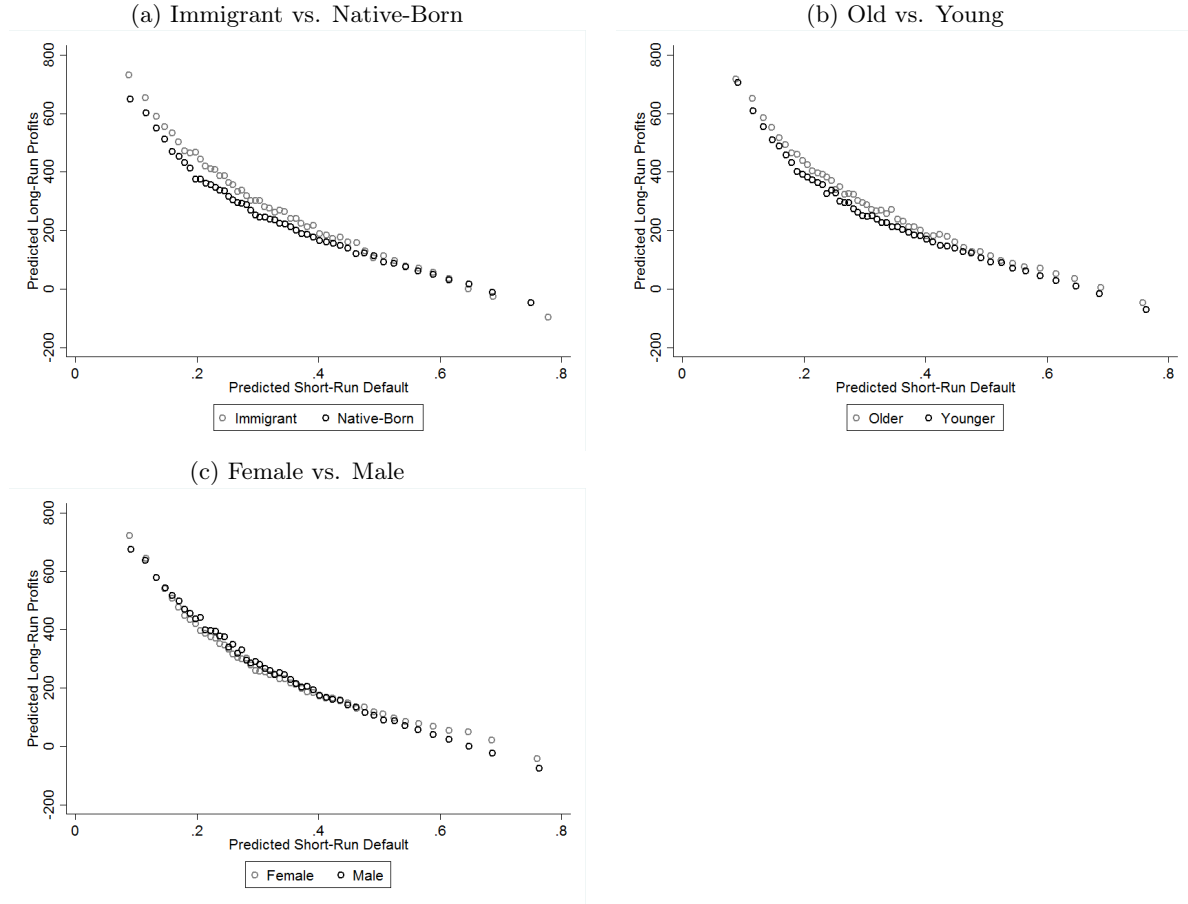 (a) Immigrant vs. Native-Born
Predicted Long-Run Profits
800
600
400
200
0
-200
0 .2 .4 .6 .8
Predicted Short-Run Default
Immigrant Native-Born
(b) Old vs. Young
Predicted Long-Run Profits
800
600
400
200
0
-200
0 .2 .4 .6 .8
Predicted Short-Run Default
Older Younger
(c) Female vs. Male
Predicted Long-Run Profits
800
600
400
200
0
-200
0 .2 .4 .6 .8
Predicted Short-Run Default
Female Male